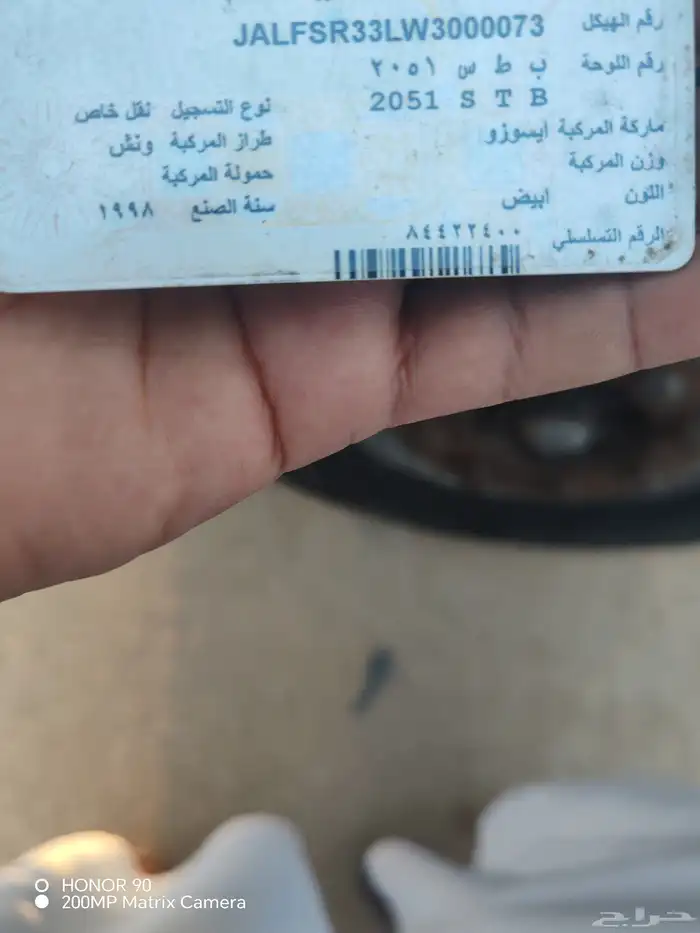 رقم الهيكل JALFSR33LW3000073
رقم اللوحة ب ط س ٢٠٥١
2051 S T B
نوع التسجيل نقل خاص
ماركة المركبة ايسوزو طراز المركبة ونش
وزن المركبة حمولة المركبة
اللون ابيض سنة الصنع ١٩٩٨
الرقم التسلسلي ٨٤٤٢٢٤٠٠
HONOR 90
200MP Matrix Camera
حراج